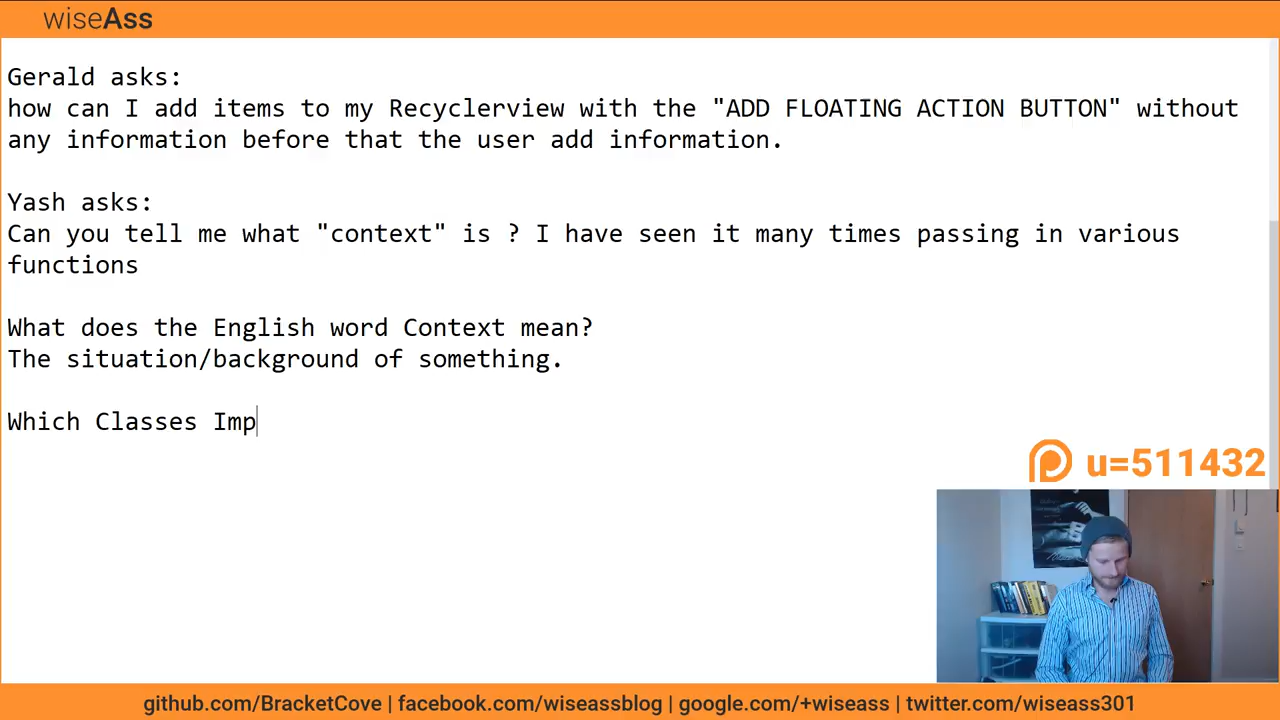 wiseAss
Gerald asks:
how can I add items to my Recyclerview with the "ADD FLOATING ACTION BUTTON" without
any information before that the user add information.
Yash asks:
Can you tell me what "context" is ? I have seen it many times passing in various
functions
What does the English word Context mean?
The situation/background of something.
Which Classes Imp
u=511432
github.com/BracketCove | facebook.com/wiseassblog | google.com/+wiseass | twitter.com/wiseass301